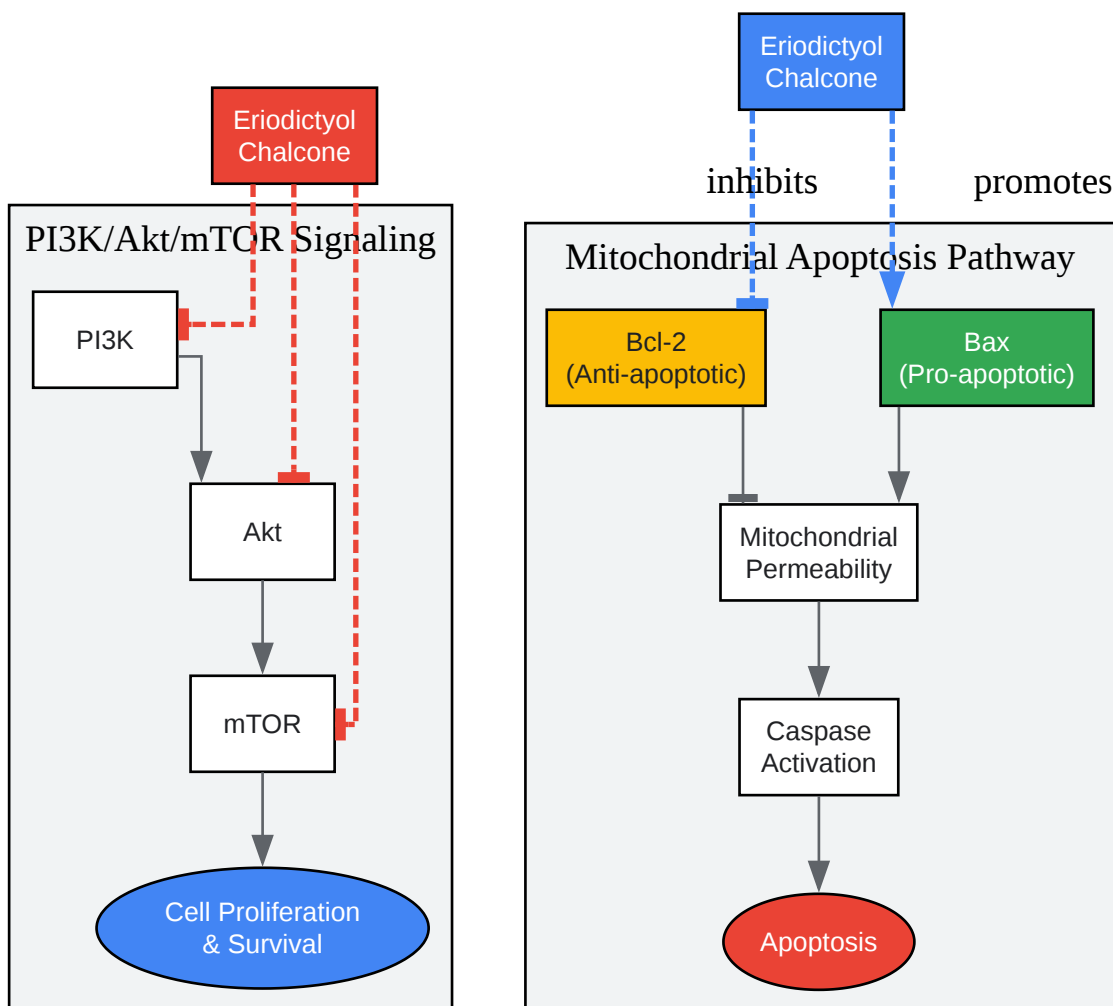 Eriodictyol
Chalcone
PI3K/Akt/mTOR Signaling
PI3K
Akt
mTOR
Cell Proliferation
& Survival
Eriodictyol
Chalcone
inhibits
promotes
Mitochondrial Apoptosis Pathway
Bcl-2
(Anti-apoptotic)
Bax
(Pro-apoptotic)
Mitochondrial
Permeability
Caspase
Activation
Apoptosis